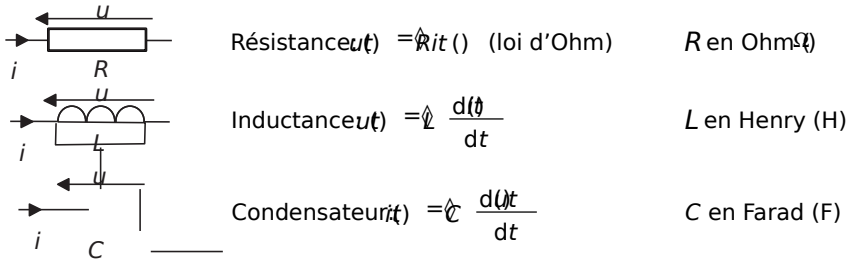 u
i
R
Résistance: u(t) = R i(t) (loi d’Ohm) R en Ohm (Ω)
u
i
L
Inductance: u(t) = L di(t)/dt L en Henry (H)
u
i
C
Condensateur: i(t) = C du(t)/dt C en Farad (F)